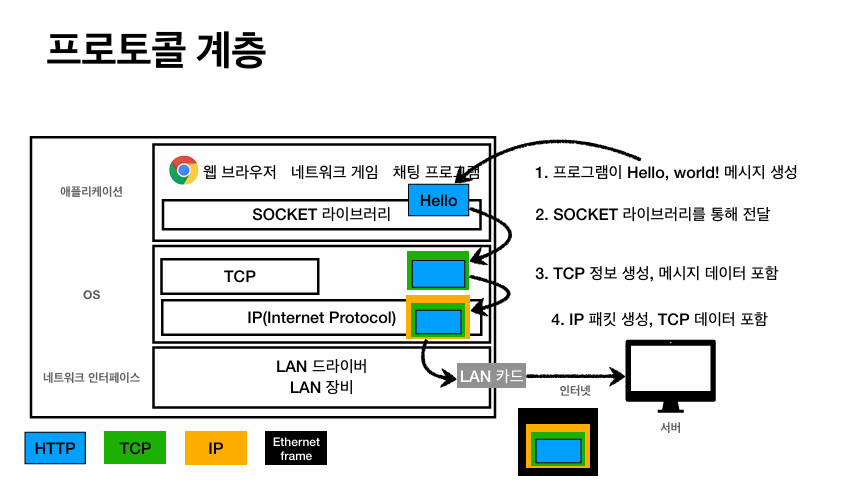 프로토콜 계층
애플리케이션
웹 브라우저 네트워크 게임 채팅 프로그램
Hello
SOCKET 라이브러리
1. 프로그램이 Hello, world! 메시지 생성
2. SOCKET 라이브러리를 통해 전달
OS
TCP
IP(Internet Protocol)
3. TCP 정보 생성, 메시지 데이터 포함
4. IP 패킷 생성, TCP 데이터 포함
네트워크 인터페이스
LAN 드라이버
LAN 장비
LAN 카드
인터넷
서버
HTTP
TCP
IP
Ethernet
frame